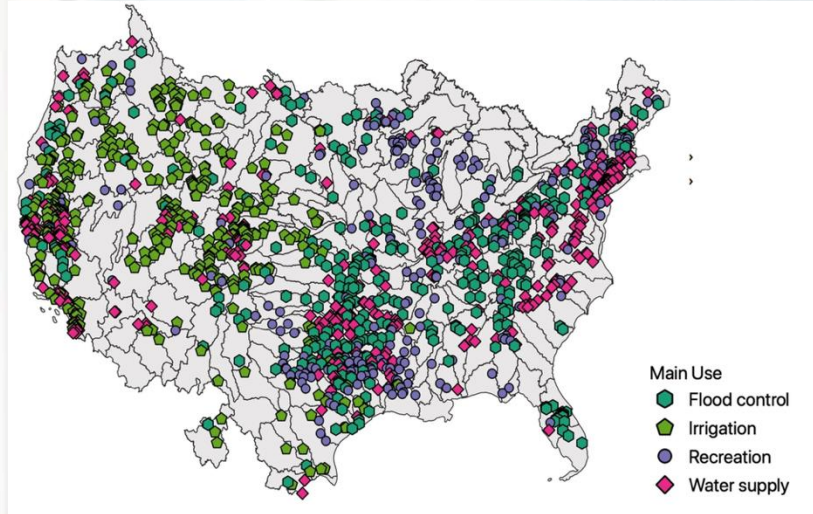 Main Use
Flood control
Irrigation
Recreation
Water supply